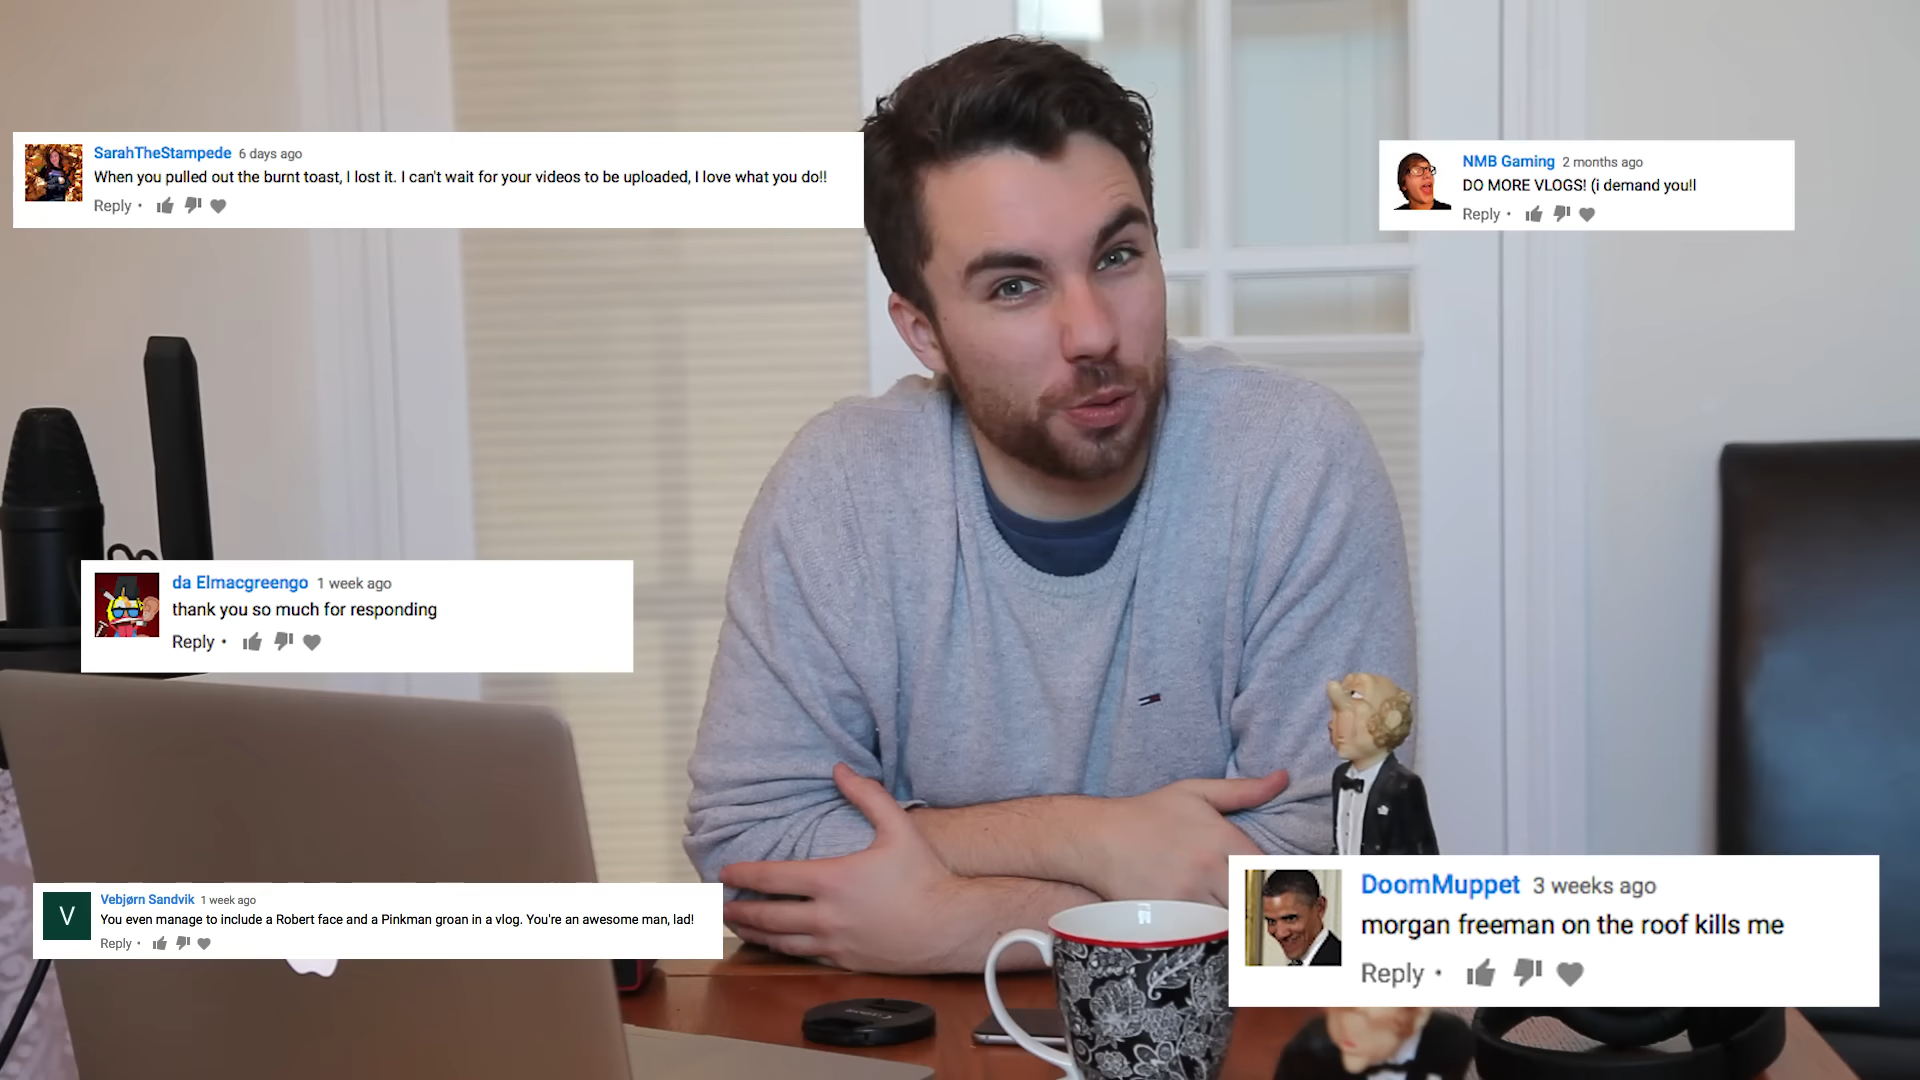 SarahTheStampede 6 days ago
When you pulled out the burnt toast, I lost it. I can't wait for your videos to be uploaded, I love what you do!!
Reply •
NMB Gaming 2 months ago
DO MORE VLOGS! (i demand you!l
Reply •
da Elmacgreengo 1 week ago
thank you so much for responding
Reply •
V
Vebjørn Sandvik 1 week ago
You even manage to include a Robert face and a Pinkman groan in a vlog. You're an awesome man, lad!
Reply •
DoomMuppet 3 weeks ago
morgan freeman on the roof kills me
Reply •